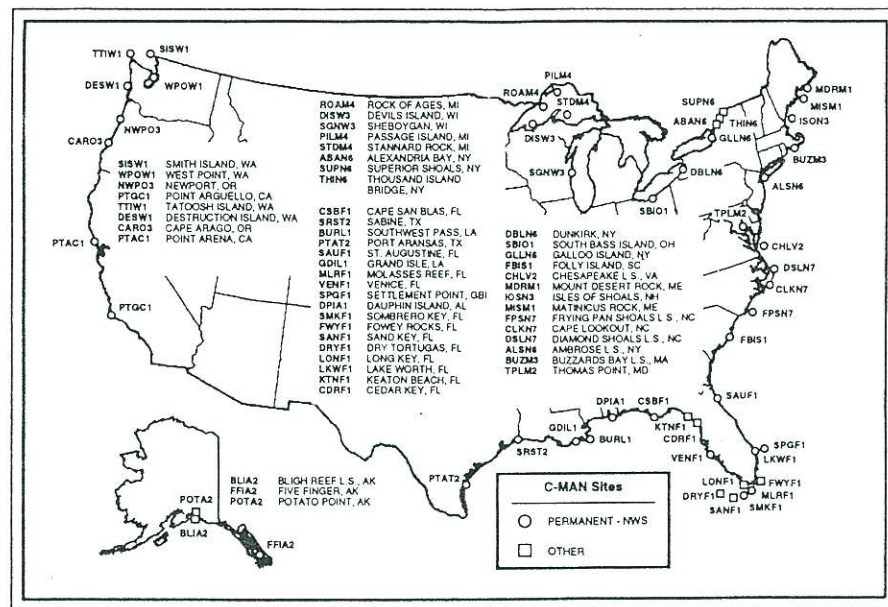 TTIW1
SISW1
DESW1
WPOW1
NWPO3
CARO3
PTAC1
PTGC1
SISW1 SMITH ISLAND, WA
WPOW1 WEST POINT, WA
NWPO3 NEWPORT, OR
PTGC1 POINT ARGUELLO, CA
TTIW1 TATOOSH ISLAND, WA
DESW1 DESTRUCTION ISLAND, WA
CARO3 CAPE ARAGO, OR
PTAC1 POINT ARENA, CA
ROAM4 ROCK OF AGES, MI
DISW3 DEVILS ISLAND, WI
SGNW3 SHEBOYGAN, WI
PILM4 PASSAGE ISLAND, MI
STDM4 STANNARD ROCK, MI
ABAN6 ALEXANDRIA BAY, NY
SUPN6 SUPERIOR SHOALS, NY
THIN6 THOUSAND ISLAND
BRIDGE, NY
CSBF1 CAPE SAN BLAS, FL
SRST2 SABINE, TX
BURL1 SOUTHWEST PASS, LA
PTAT2 PORT ARANSAS, TX
SAUF1 ST. AUGUSTINE, FL
GDIL1 GRAND ISLE, LA
MLRF1 MOLASSES REEF, FL
VENF1 VENICE, FL
SPGF1 SETTLEMENT POINT, GBI
DPIA1 DAUPHIN ISLAND, AL
SMKF1 SOMBRERO KEY, FL
FWYF1 FOWEY ROCKS, FL
SANF1 SAND KEY, FL
DRYF1 DRY TORTUGAS, FL
LONF1 LONG KEY, FL
LKWF1 LAKE WORTH, FL
KTNF1 KEATON BEACH, FL
CDRF1 CEDAR KEY, FL
PILM4
ROAM4
STDM4
DISW3
SGNW3
SUPN6
ABAN6
THIN6
GLLN6
DBLN6
SBIO1
MDRM1
MISM1
ISON3
BUZM3
ALSN6
TPLM2
CHLV2
DSLN7
CLKN7
FPSN7
FBIS1
SAUF1
DBLN6 DUNKIRK, NY
SBIO1 SOUTH BASS ISLAND, OH
GLLN6 GALLOO ISLAND, NY
FBIS1 FOLLY ISLAND, SC
CHLV2 CHESAPEAKE L.S., VA
MDRM1 MOUNT DESERT ROCK, ME
IOSN3 ISLES OF SHOALS, NH
MISM1 MATINICUS ROCK, ME
FPSN7 FRYING PAN SHOALS L.S., NC
CLKN7 CAPE LOOKOUT, NC
DSLN7 DIAMOND SHOALS L.S., NC
ALSN6 AMBROSE L.S., NY
BUZM3 BUZZARDS BAY L.S., MA
TPLM2 THOMAS POINT, MD
DPIA1
CSBF1
GDIL1
BURL1
KTNF1
CDRF1
SRST2
PTAT2
VENF1
SPGF1
LKWF1
LONF1
FWYF1
DRYF1
MLRF1
SANF1
SMKF1
BLIA2 BLIGH REEF L.S., AK
FFIA2 FIVE FINGER, AK
POTA2 POTATO POINT, AK
POTA2
BLIA2
FFIA2
C-MAN Sites
PERMANENT - NWS
OTHER